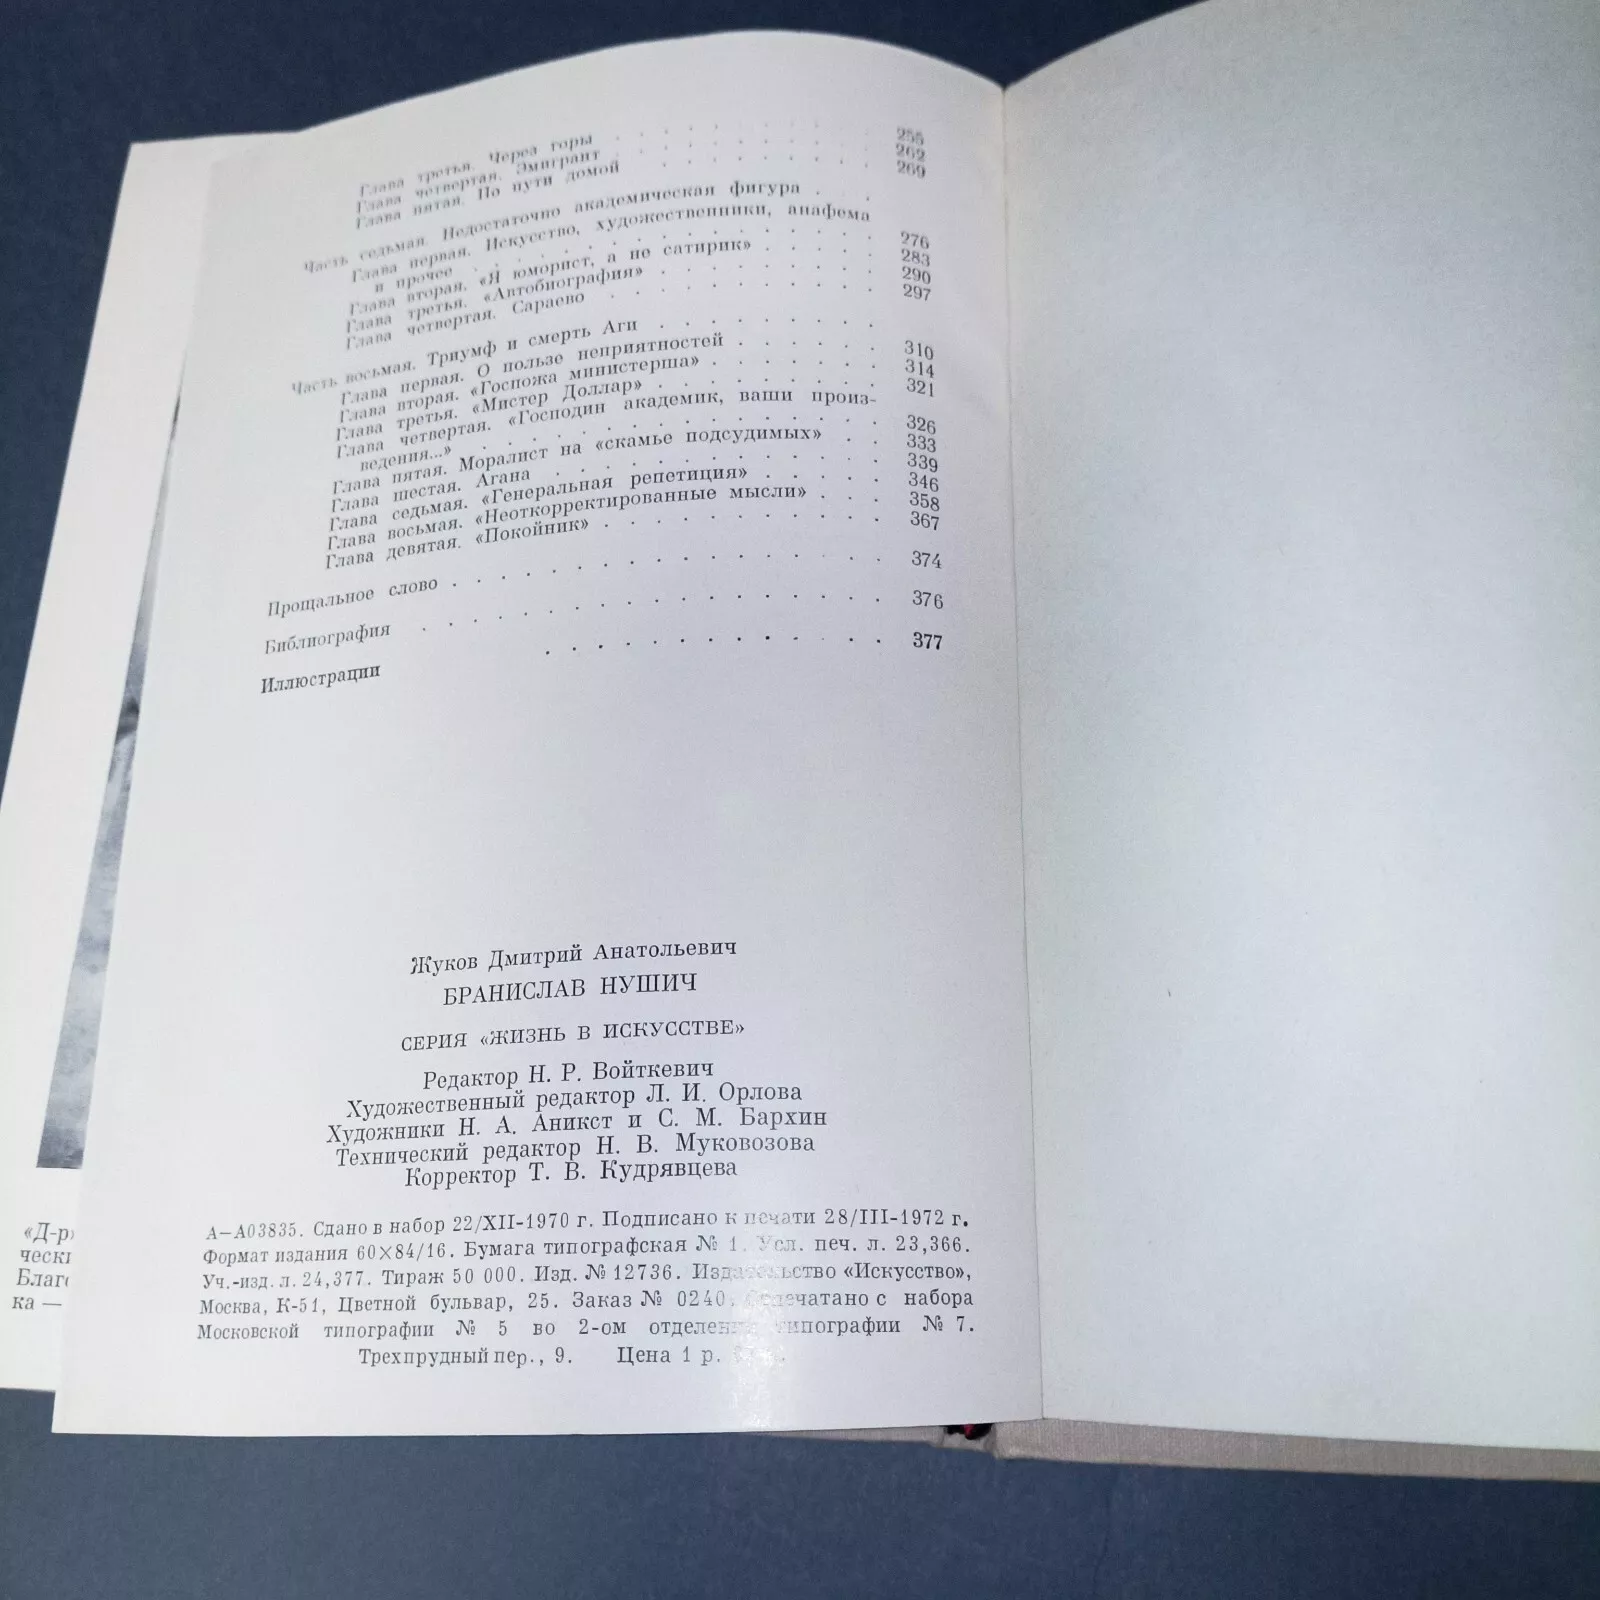 Глава третья. Через горы . . . . . . . . 255
Глава четвертая. Эмигрант . . . . . . . . 262
Глава пятая. По пути домой . . . . . . . 269
Часть седьмая. Недостаточно академическая фигура . .
Глава первая. Искусство, художественники, анафема
и прочее . . . . . . . . . . . . 276
Глава вторая. «Я юморист, а не сатирик» . . . . 283
Глава третья. «Автобиография» . . . . . . . 290
Глава четвертая. Сараево . . . . . . . . 297
Часть восьмая. Триумф и смерть Аги . . . . . . .
Глава первая. О пользе неприятностей . . . . . 310
Глава вторая. «Госпожа министерша» . . . . . 314
Глава третья. «Мистер Доллар» . . . . . . . 321
Глава четвертая. «Господин академик, ваши произ-
ведения...» . . . . . . . . . . . 326
Глава пятая. Моралист на «скамье подсудимых» . . 333
Глава шестая. Агана . . . . . . . . . . 339
Глава седьмая. «Генеральная репетиция» . . . . . 346
Глава восьмая. «Неоткорректированные мысли» . . . 358
Глава девятая. «Покойник» . . . . . . . . 367
Прощальное слово . . . . . . . . . . . . . 374
Библиография . . . . . . . . . . . . . . 376
Иллюстрации . . . . . . . . . . . 377
Жуков Дмитрий Анатольевич
БРАНИСЛАВ НУШИЧ
СЕРИЯ «ЖИЗНЬ В ИСКУССТВЕ»
Редактор Н. Р. Войткевич
Художественный редактор Л. И. Орлова
Художники Н. А. Аникст и С. М. Бархин
Технический редактор Н. В. Муковозова
Корректор Т. В. Кудрявцева
А—А03835. Сдано в набор 22/XII-1970 г. Подписано к печати 28/III-1972 г.
Формат издания 60×84/16. Бумага типографская № 1. Усл. печ. л. 23,366.
Уч.-изд. л. 24,377. Тираж 50 000. Изд. № 12736. Издательство «Искусство»,
Москва, К-51, Цветной бульвар, 25. Заказ № 0240. Отпечатано с набора
Московской типографии № 5 во 2-ом отделении типографии № 7.
Трехпрудный пер., 9. Цена 1 р.
«Д-р
чески
Благо
ка —